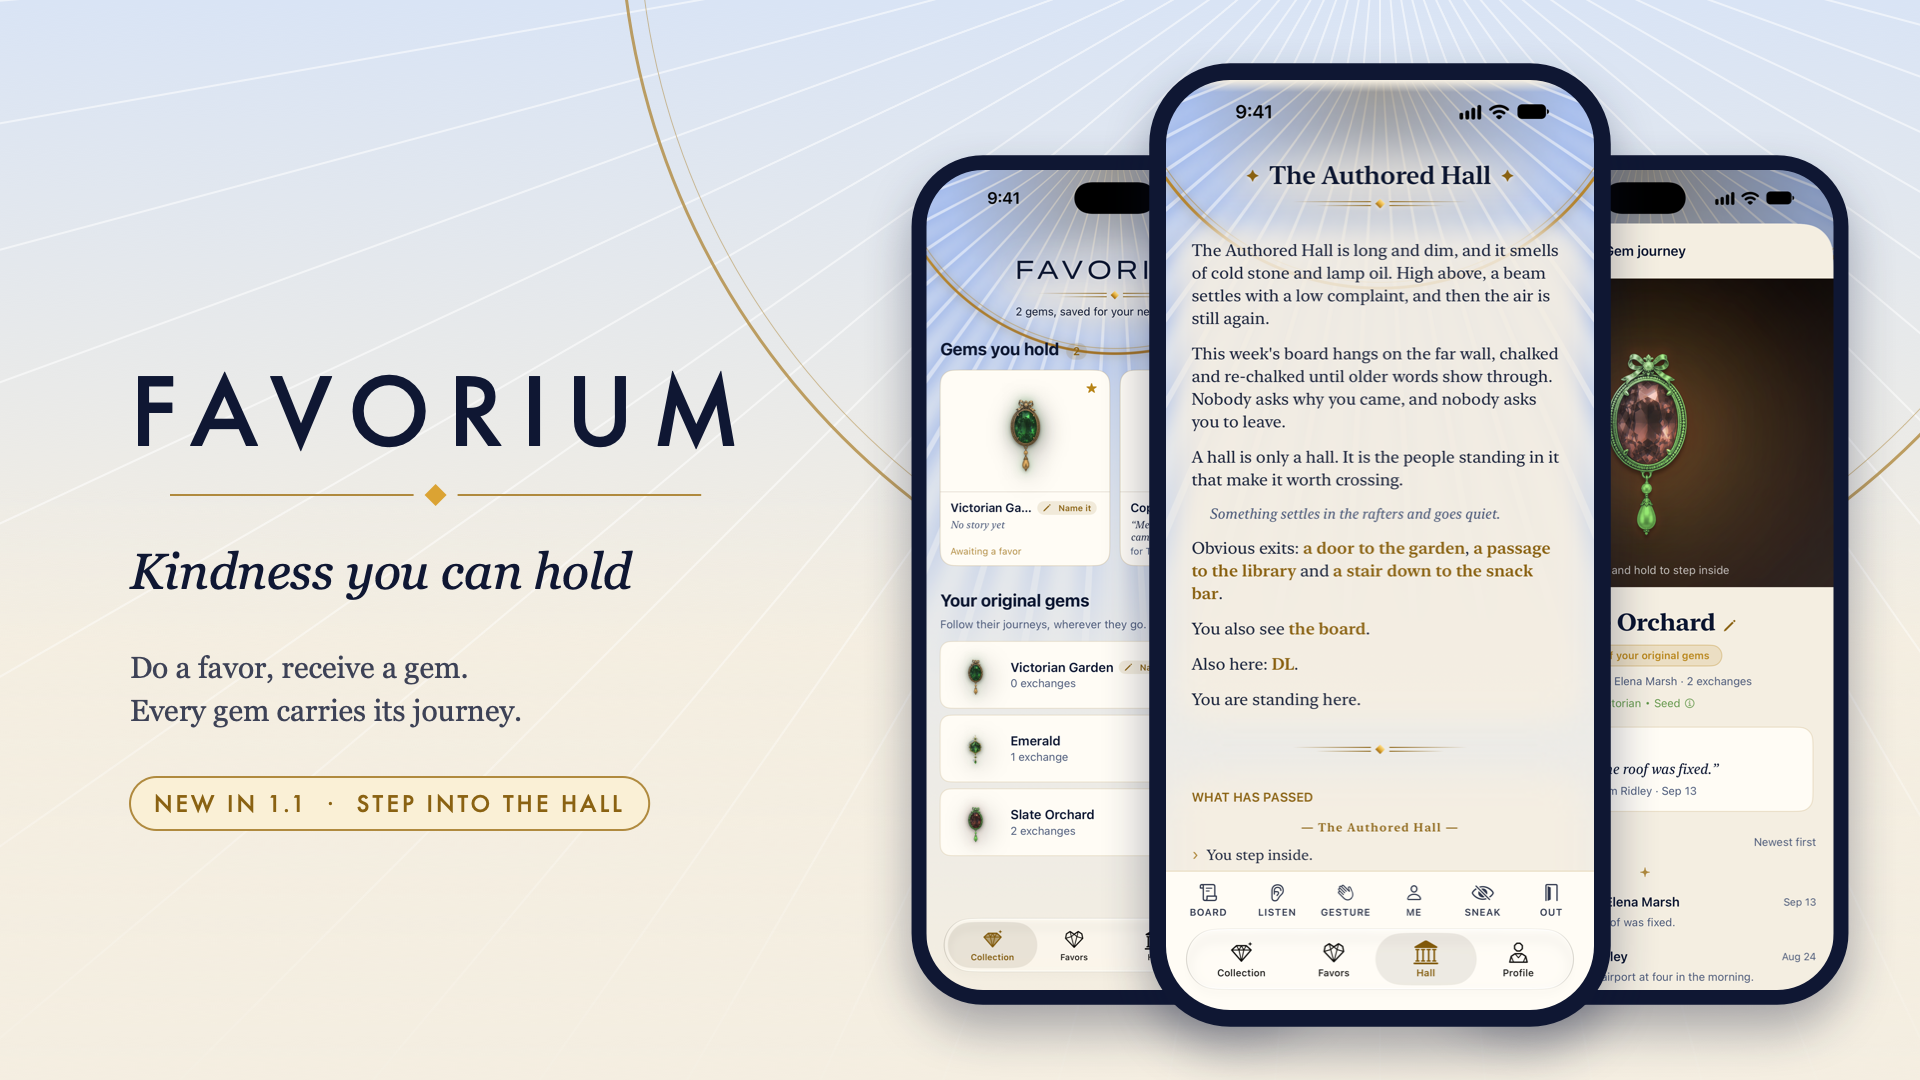 FAVORIUM
Kindness you can hold
Do a favor, receive a gem.
Every gem carries its journey.
NEW IN 1.1 · STEP INTO THE HALL
9:41
FAVORI
2 gems, saved for your ne
Gems you hold 2
Victorian Ga... Name it
No story yet
Awaiting a favor
Cop
"Me
cam
for T
Your original gems
Follow their journeys, wherever they go.
Victorian Garden Na
0 exchanges
Emerald
1 exchange
Slate Orchard
2 exchanges
Collection Favors
9:41
The Authored Hall
The Authored Hall is long and dim, and it smells
of cold stone and lamp oil. High above, a beam
settles with a low complaint, and then the air is
still again.
This week's board hangs on the far wall, chalked
and re-chalked until older words show through.
Nobody asks why you came, and nobody asks
you to leave.
A hall is only a hall. It is the people standing in it
that make it worth crossing.
Something settles in the rafters and goes quiet.
Obvious exits: a door to the garden, a passage
to the library and a stair down to the snack
bar.
You also see the board.
Also here: DL.
You are standing here.
WHAT HAS PASSED
— The Authored Hall —
› You step inside.
BOARD LISTEN GESTURE ME SNEAK OUT
Collection Favors Hall Profile
Gem journey
and hold to step inside
Orchard
f your original gems
Elena Marsh · 2 exchanges
torian • Seed
e roof was fixed.”
m Ridley · Sep 13
Newest first
Elena Marsh Sep 13
of was fixed.
ley Aug 24
airport at four in the morning.